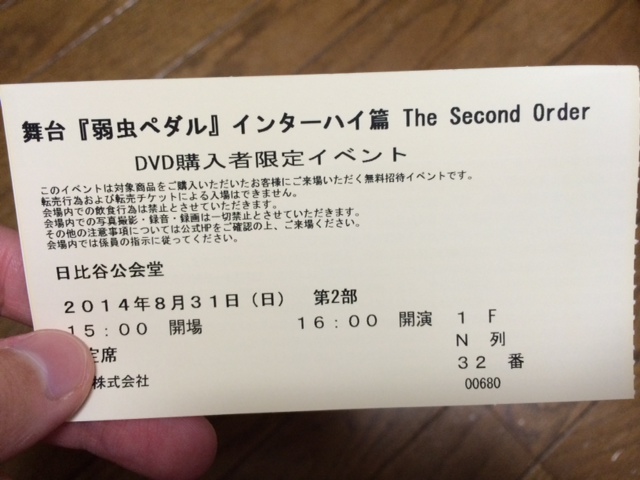 舞台『弱虫ペダル』インターハイ篇 The Second Order
DVD購入者限定イベント
このイベントは対象商品をご購入いただいたお客様にご来場いただく無料招待イベントです。
転売行為および転売チケットによる入場はできません。
会場内での飲食行為は禁止とさせていただきます。
会場内での写真撮影・録音・録画は一切禁止とさせていただきます。
その他の注意事項については公式HPをご確認の上、ご来場ください。
会場内では係員の指示に従ってください。
日比谷公会堂
2014年8月31日(日) 第2部
15:00 開場 16:00 開演 1 F
N 列
定席 32 番
株式会社 00680